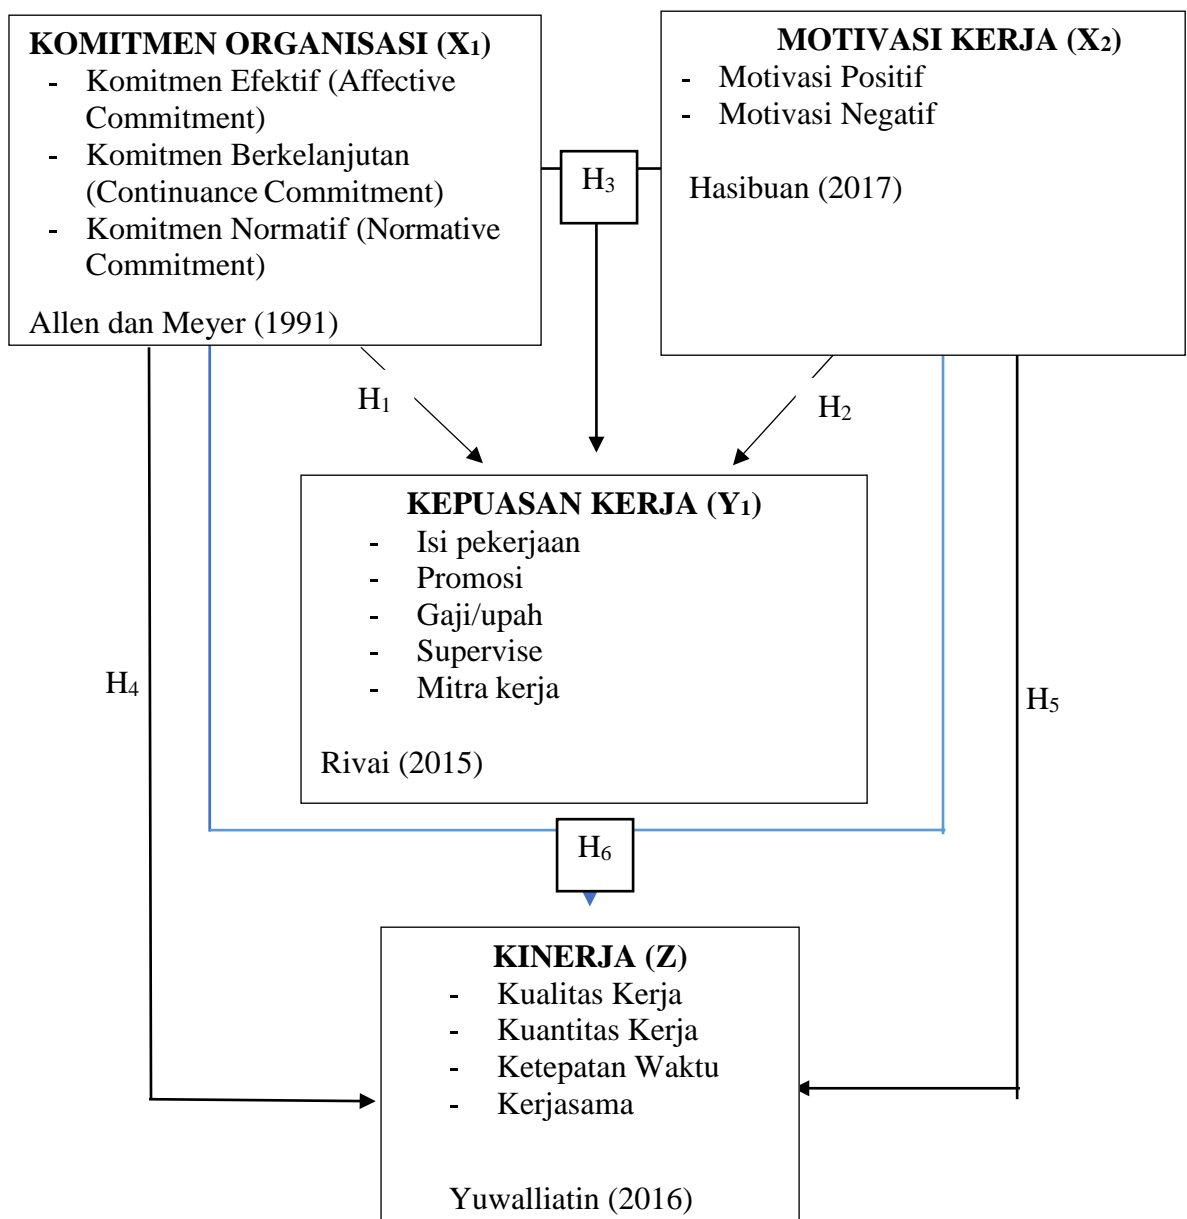 KOMITMEN ORGANISASI (X₁)
- Komitmen Efektif (Affective
Commitment)
- Komitmen Berkelanjutan
(Continuance Commitment)
- Komitmen Normatif (Normative
Commitment)
Allen dan Meyer (1991)
MOTIVASI KERJA (X₂)
- Motivasi Positif
- Motivasi Negatif
Hasibuan (2017)
H₃
H₁
H₂
KEPUASAN KERJA (Y₁)
- Isi pekerjaan
- Promosi
- Gaji/upah
- Supervise
- Mitra kerja
Rivai (2015)
H₄
H₅
H₆
KINERJA (Z)
- Kualitas Kerja
- Kuantitas Kerja
- Ketepatan Waktu
- Kerjasama
Yuwalliatin (2016)